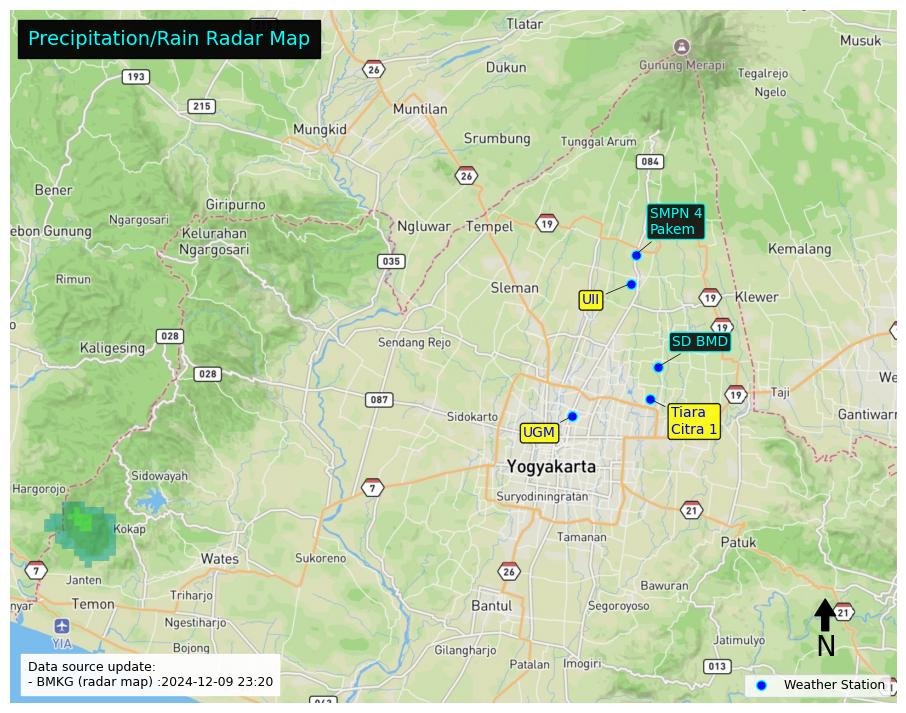 Precipitation/Rain Radar Map
Tlatar
Musuk
26
Gunung Merapi
193
Dukun
Tegalrejo
Ngelo
215
Muntilan
Mungkid
Srumbung
Tunggal Arum
084
26
Bener
Giripurno
SMPN 4
Pakem
Ngargosari
Ngluwar
Tempel
19
ebon Gunung
Kelurahan
Ngargosari
Kemalang
035
Rimun
Sleman
UII
19
Klewer
19
028
Sendang Rejo
SD BMD
Kaligesing
028
We
087
19
Taji
Sidokarto
Tiara
Citra 1
Gantiwarn
UGM
Yogyakarta
Sidowayah
Hargorojo
7
Suryodiningratan
21
Kokap
Tamanan
Patuk
Wates
Sukoreno
7
Janten
26
Bawuran
nyar
Temon
Triharjo
Bantul
Segoroyoso
21
Ngestiharjo
YIA
Bojong
Gilangharjo
Jatimulyo
N
Patalan
Imogiri
013
Data source update:
- BMKG (radar map) :2024-12-09 23:20
Weather Station